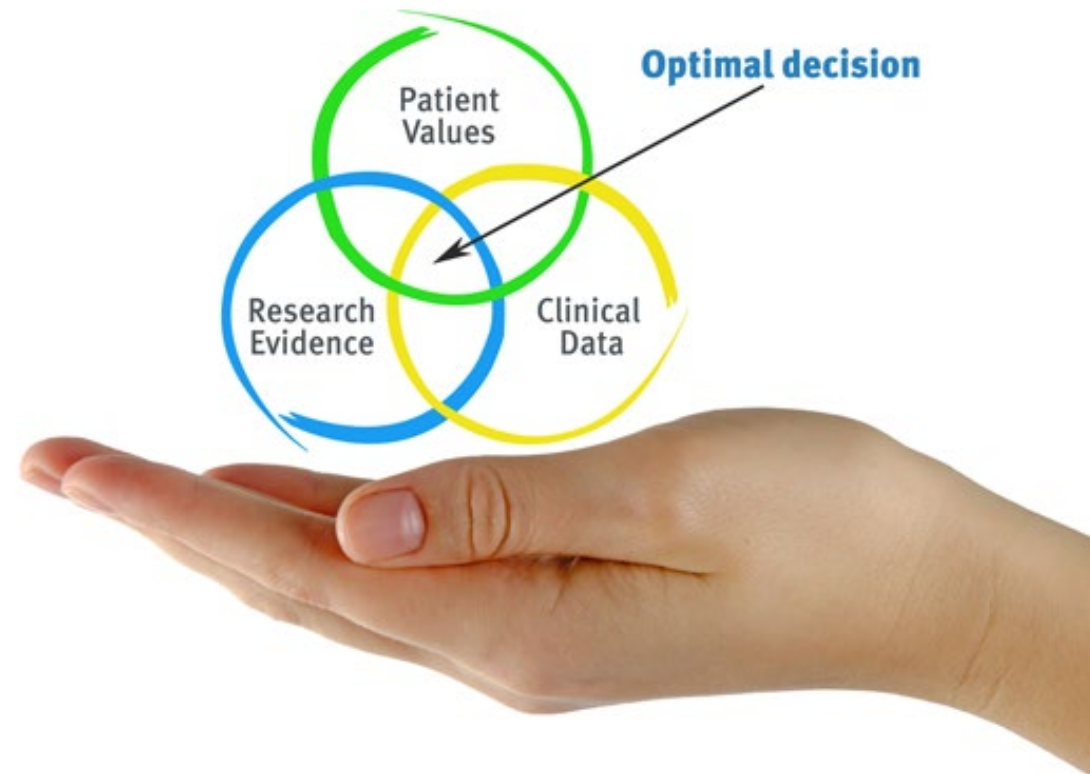 Optimal decision
Patient
Values
Research
Evidence
Clinical
Data